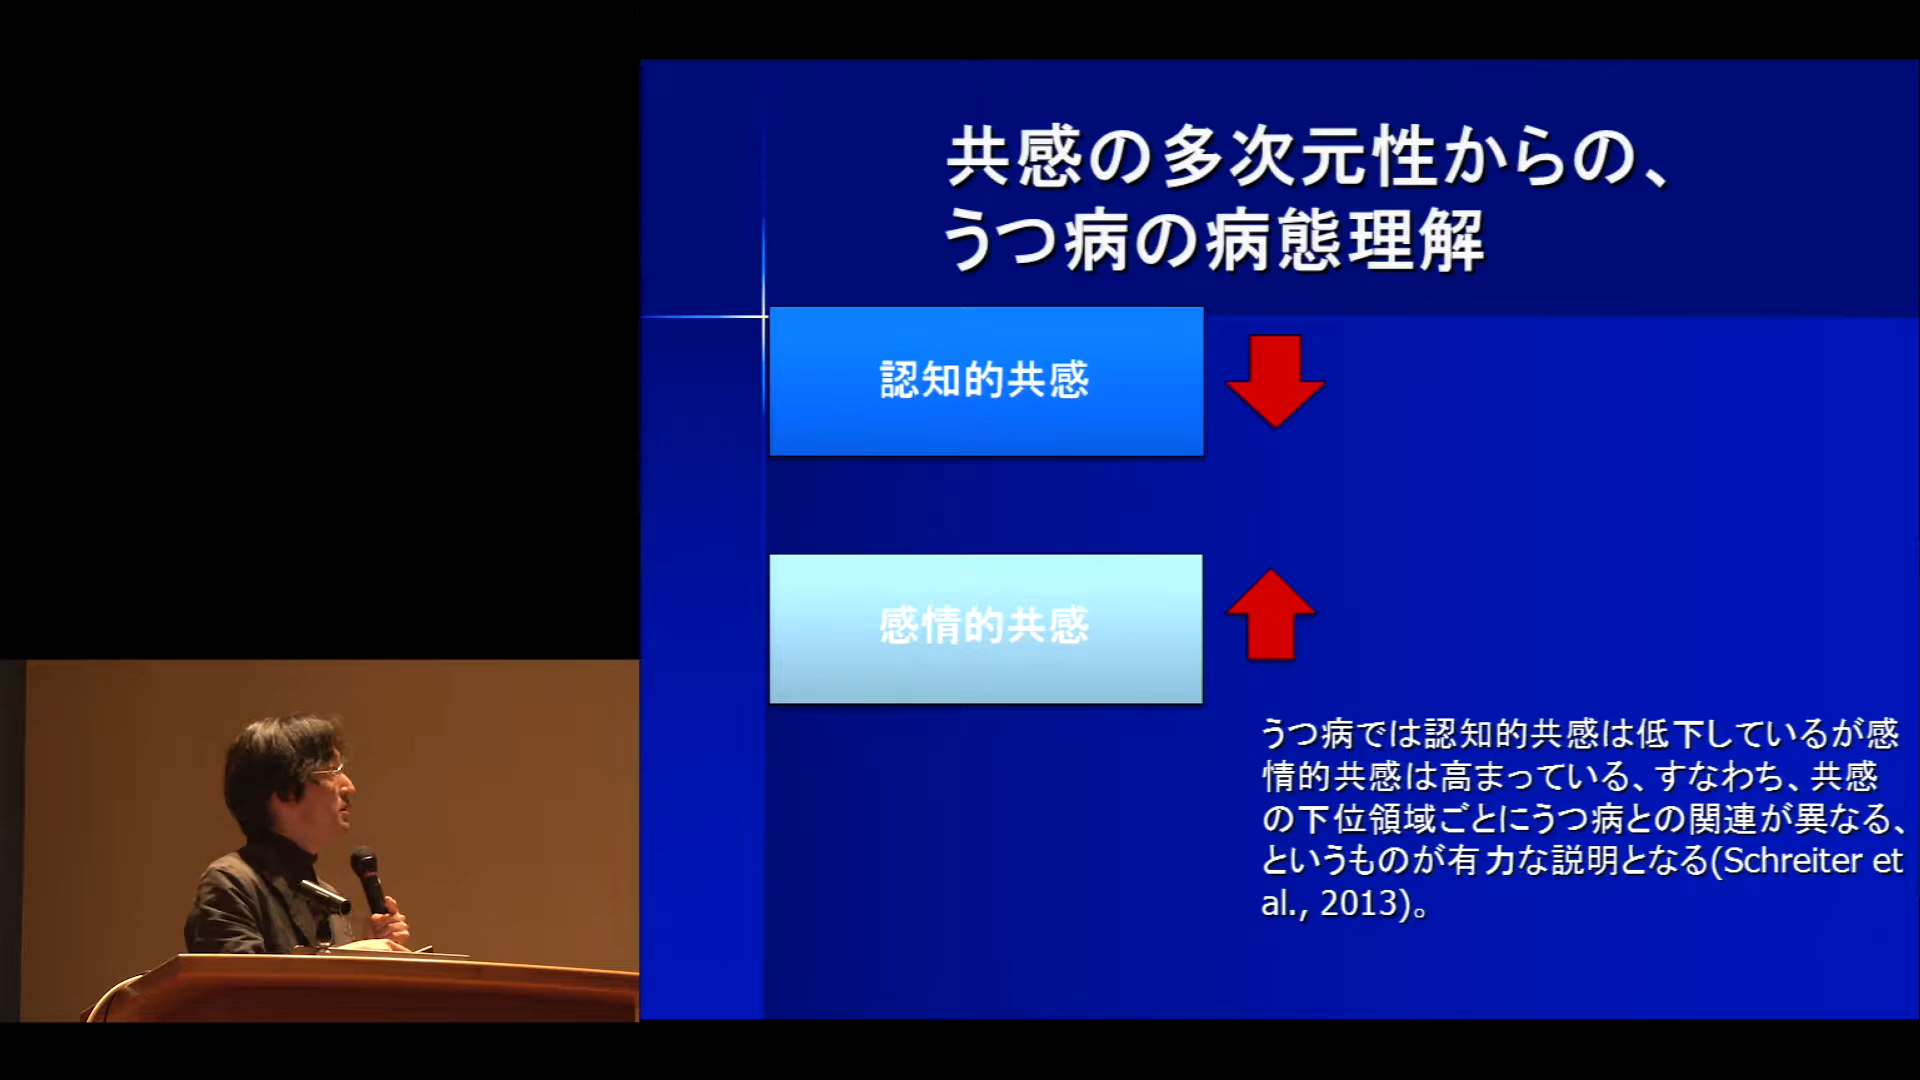 共感の多次元性からの、
うつ病の病態理解
認知的共感
感情的共感
うつ病では認知的共感は低下しているが感
情的共感は高まっている、すなわち、共感
の下位領域ごとにうつ病との関連が異なる、
というものが有力な説明となる(Schreiter et
al., 2013)。